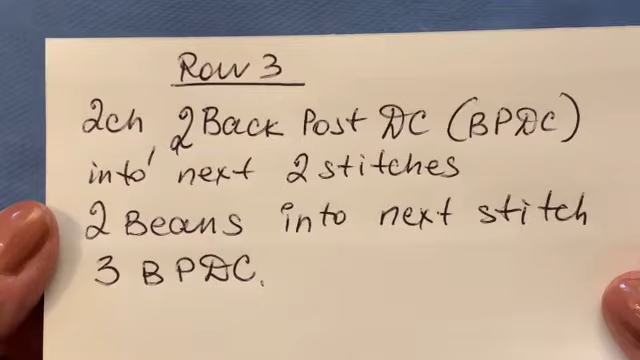 Row 3
2ch 2 Back Post DC (BPDC)
into next 2 stitches
2 Beans into next stitch
3 BPDC.